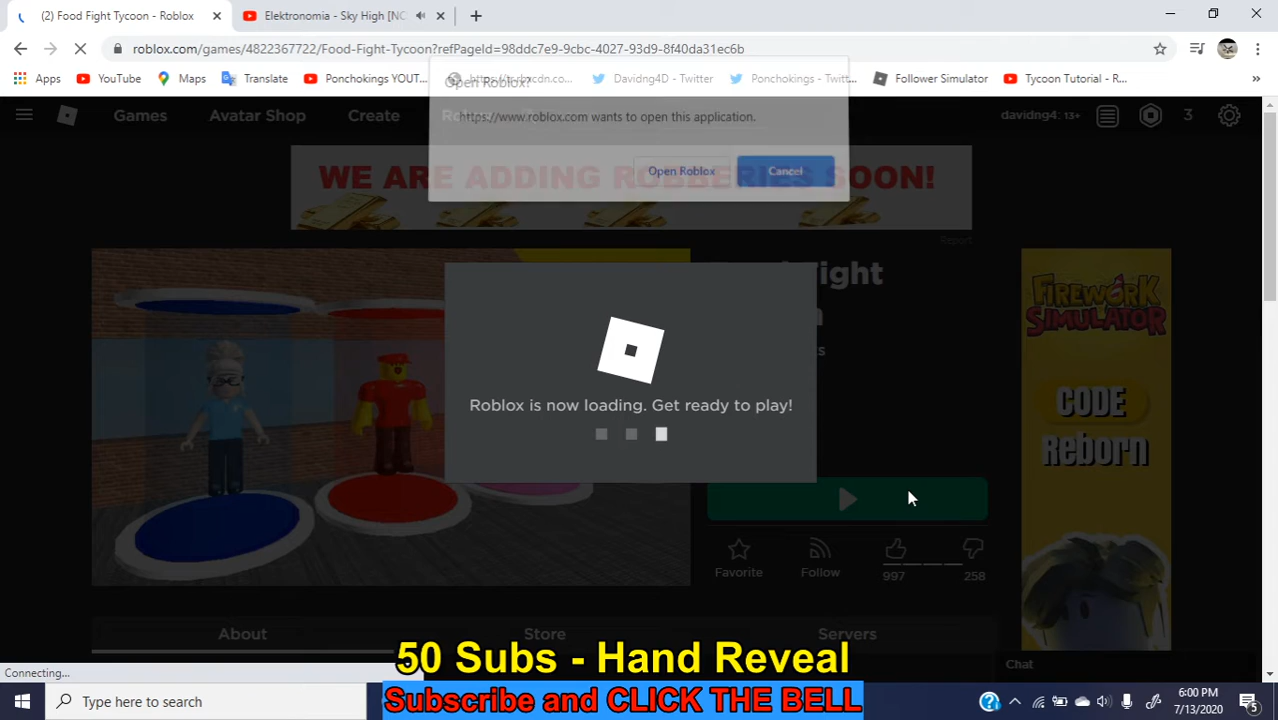 (2) Food Fight Tycoon - Roblox
Elektronomia - Sky High [NC
roblox.com/games/4822367722/Food-Fight-Tycoon?refPageId=98ddc7e9-9cbc-4027-93d9-8f40da31ec6b
Apps
YouTube
Maps
Translate
Ponchokings YOUT...
Davidng4D - Twitter
Ponchokings - Twitt...
Follower Simulator
Tycoon Tutorial - R...
»
Open Roblox?
https://www.roblox.com wants to open this application.
Open Roblox
Cancel
Games
Avatar Shop
Create
davidng4: 13+
3
WE ARE ADDING ROBBERIES SOON!
Report
Roblox is now loading. Get ready to play!
FIREWORK
SIMULATOR
CODE
Reborn
Favorite
Follow
997
258
About
Store
Servers
Chat
Connecting...
50 Subs - Hand Reveal
Subscribe and CLICK THE BELL
Type here to search
6:00 PM
7/13/2020
5